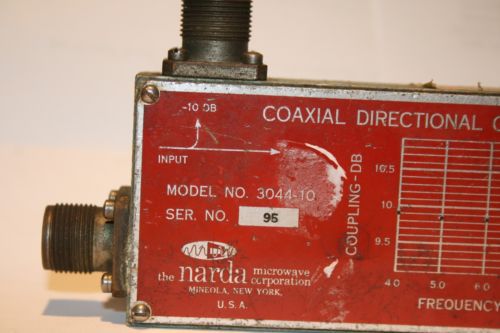 -10 DB
COAXIAL DIRECTIONAL
INPUT
MODEL NO. 3044-10
SER. NO. 95
COUPLING-DB
10.5
10
9.5
the narda microwave corporation
MINEOLA, NEW YORK,
U.S.A.
4.0 5.0 6.0
FREQUENCY